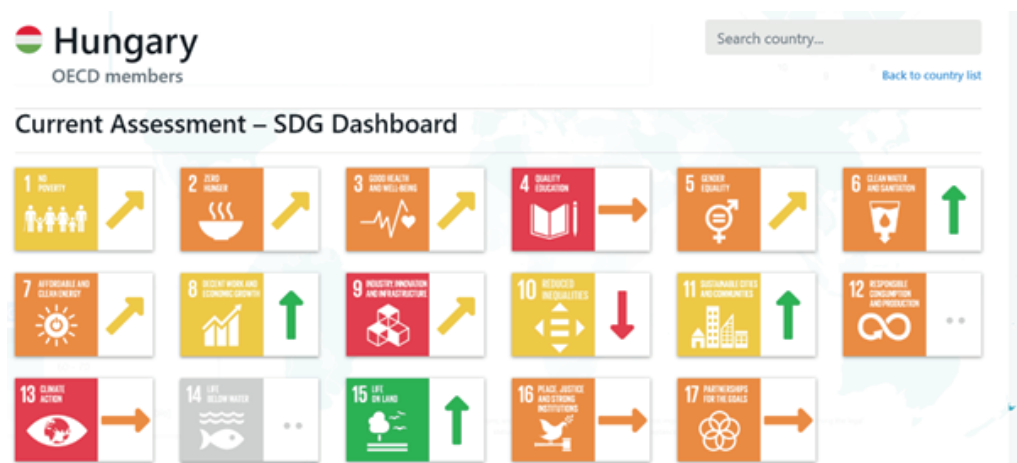 Hungary
OECD members
Search country...
Back to country list
Current Assessment – SDG Dashboard
1 NO
POVERTY
2 ZERO
HUNGER
3 GOOD HEALTH
AND WELL-BEING
4 QUALITY
EDUCATION
5 GENDER
EQUALITY
6 CLEAN WATER
AND SANITATION
7 AFFORDABLE AND
CLEAN ENERGY
8 DECENT WORK AND
ECONOMIC GROWTH
9 INDUSTRY, INNOVATION
AND INFRASTRUCTURE
10 REDUCED
INEQUALITIES
11 SUSTAINABLE CITIES
AND COMMUNITIES
12 RESPONSIBLE
CONSUMPTION
AND PRODUCTION
13 CLIMATE
ACTION
14 LIFE
BELOW WATER
15 LIFE
ON LAND
16 PEACE, JUSTICE
AND STRONG
INSTITUTIONS
17 PARTNERSHIPS
FOR THE GOALS